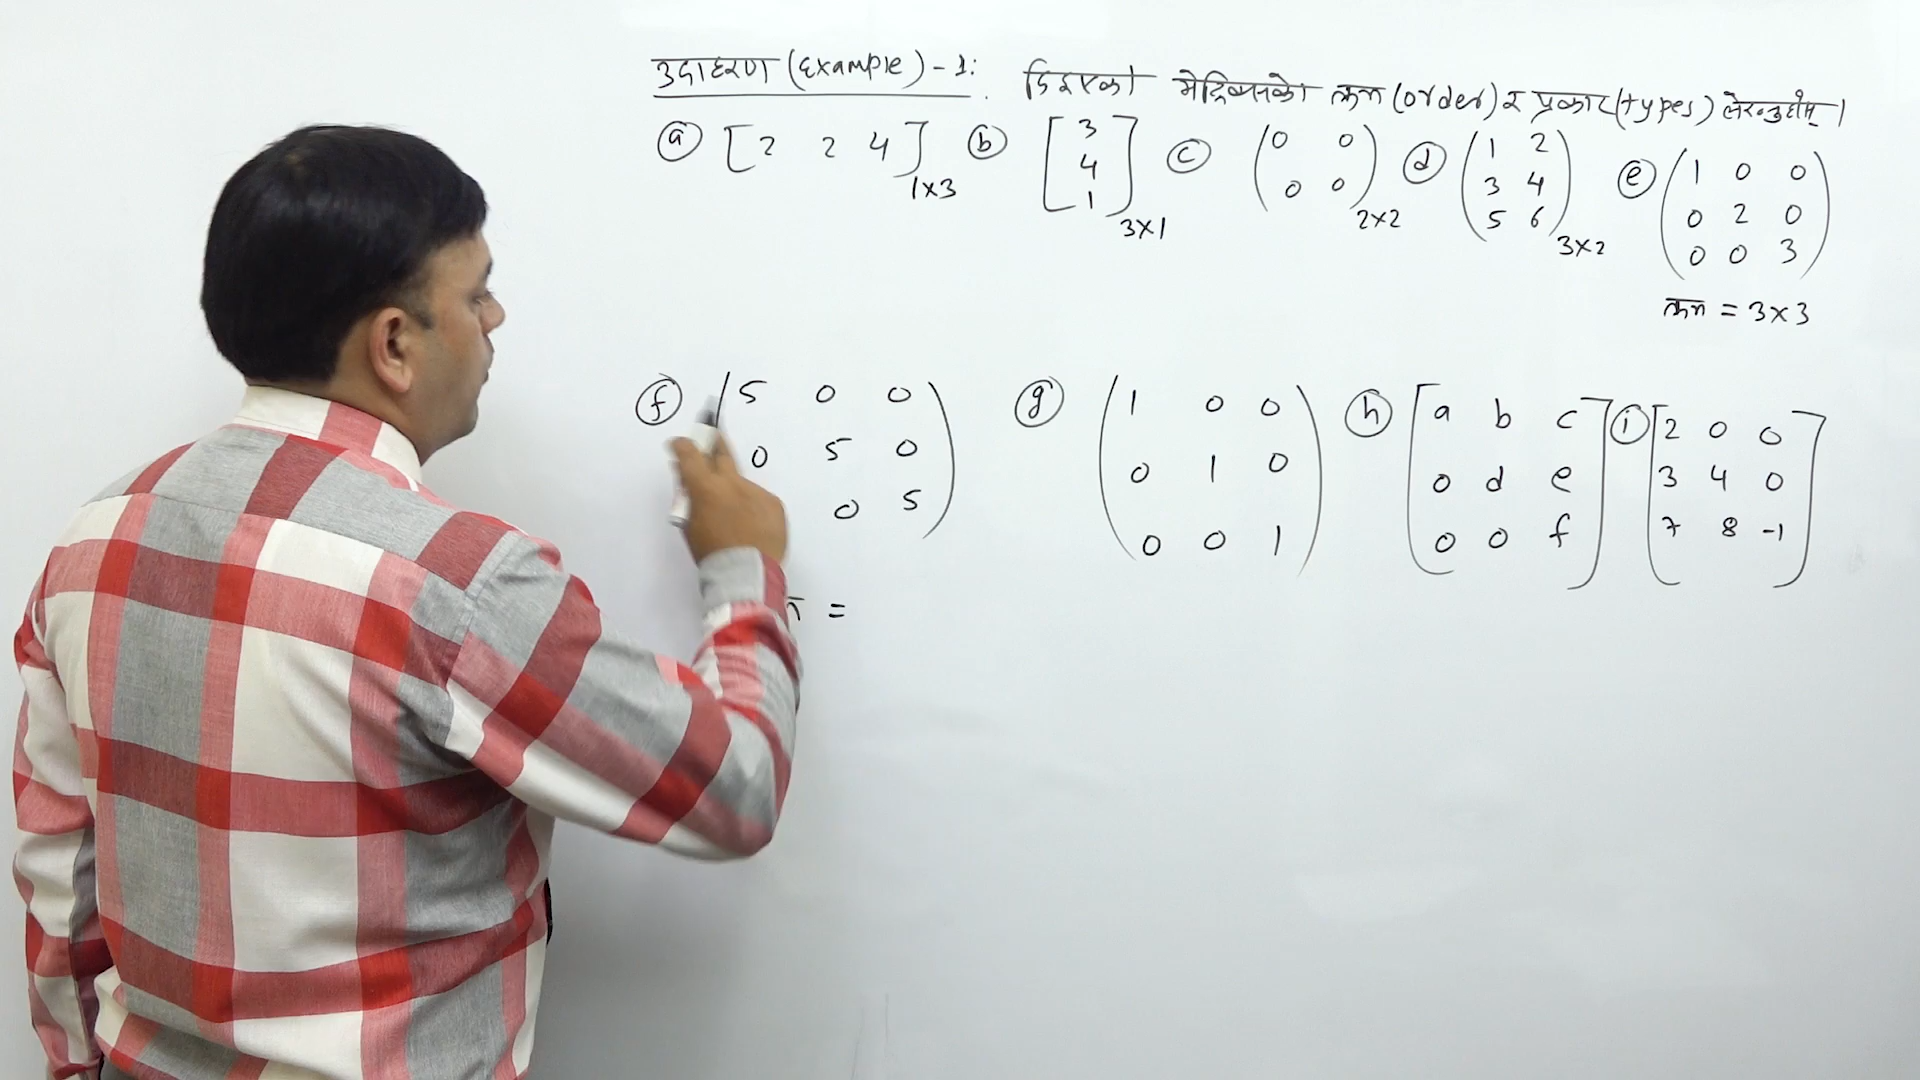 उदाहरण (Example) - 1: दिइएका मेट्रिक्सको क्रम (order) र प्रकार (types) लेख्नुहोस् ।
ⓐ [2 2 4] 1×3 ⓑ [3 4 1] 3×1 ⓒ (0 0 0 0) 2×2 ⓓ (1 2 3 4 5 6) 3×2 ⓔ (1 0 0 0 2 0 0 0 3)
क्रम = 3×3
ⓕ 5 0 0 ⓖ 1 0 0 ⓗ a b c ⓘ 2 0 0
0 5 0 0 1 0 0 d e 3 4 0
0 5 0 0 1 0 0 f 7 8 -1
=